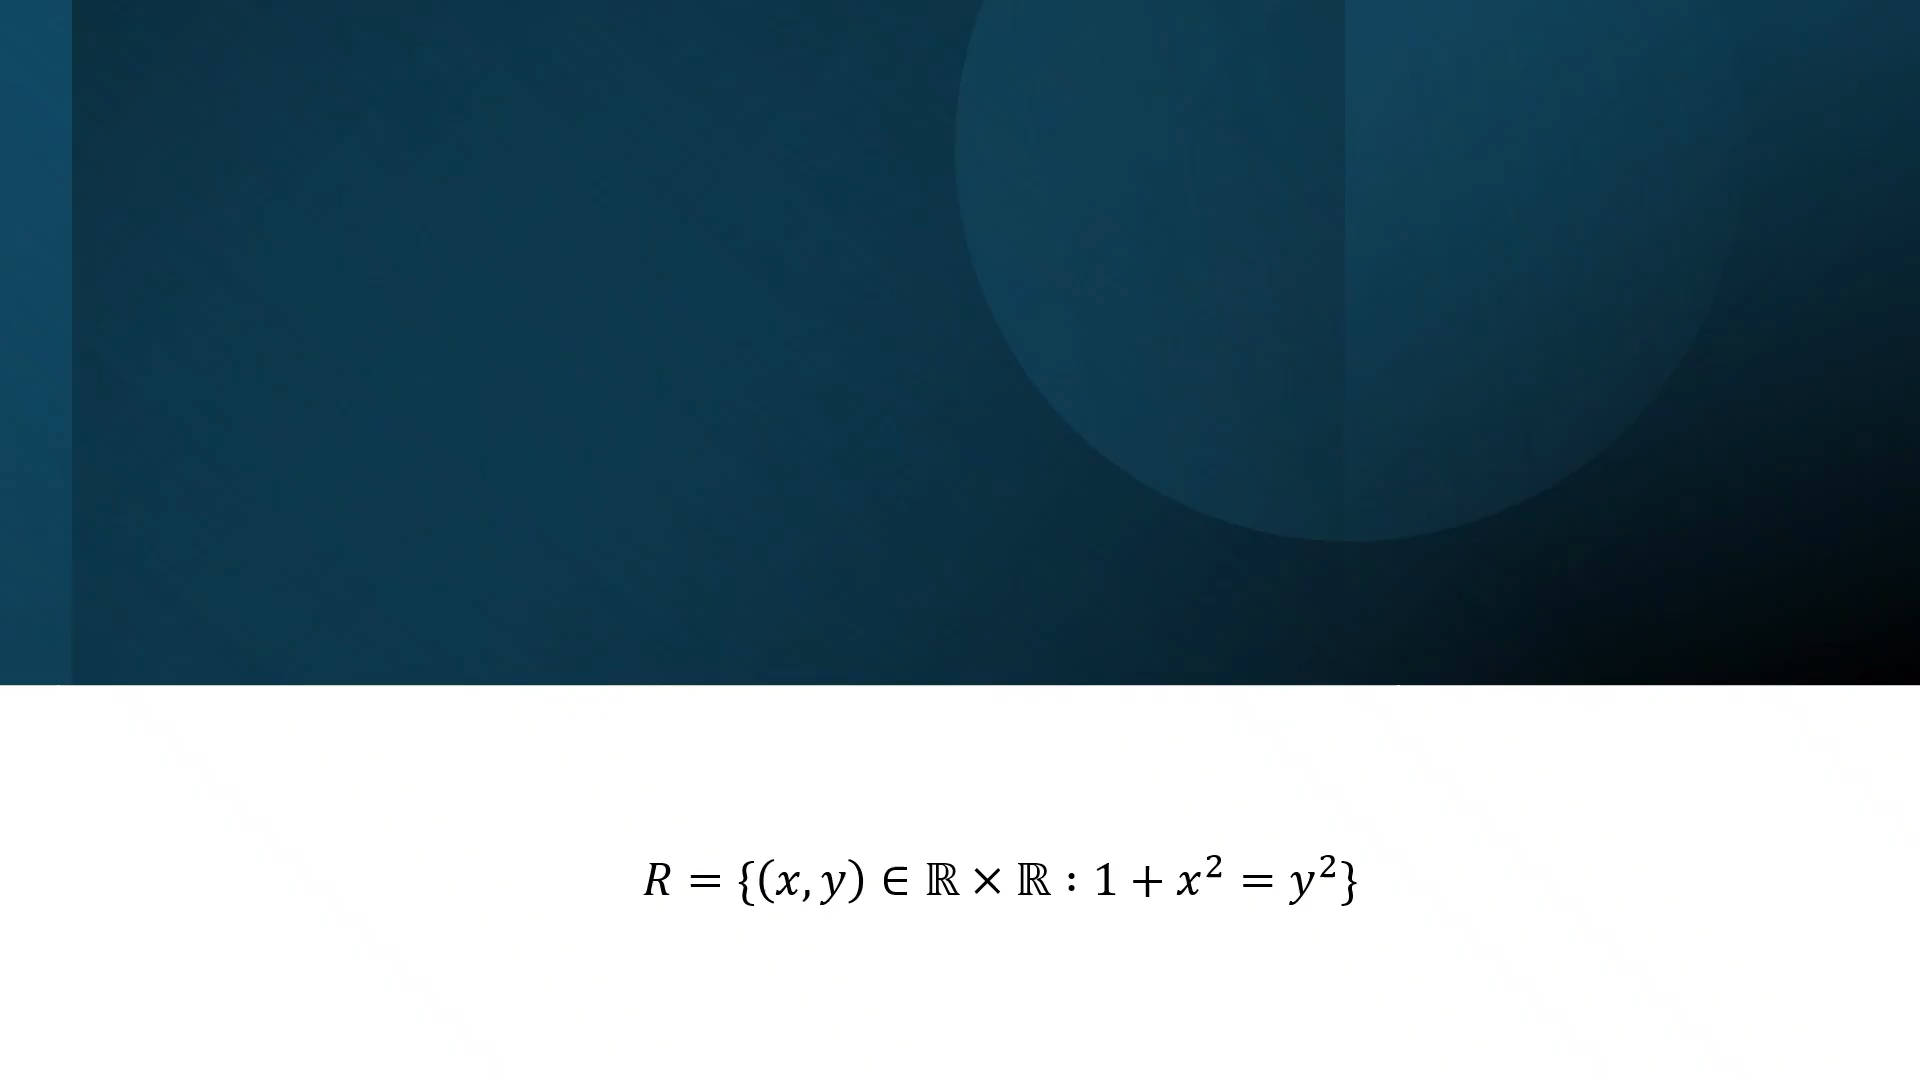 R = {(x, y) ∈ ℝ × ℝ : 1 + x² = y²}